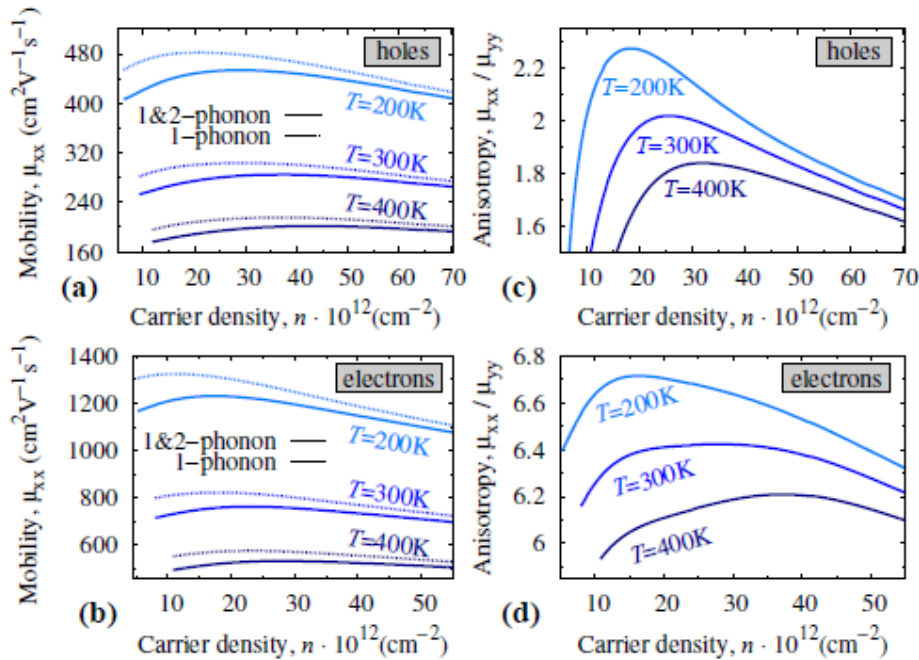 holes
Mobility, μxx (cm²V⁻¹s⁻¹)
480
400
360
280
240
160
T=200K
1&2−phonon
1−phonon
T=300K
T=400K
10 20 30 40 50 60 70
(a)
Carrier density, n · 10¹²(cm⁻²)
holes
Anisotropy, μxx / μyy
2.2
2
1.8
1.6
T=200K
T=300K
T=400K
10 20 30 40 50 60 70
(c)
Carrier density, n · 10¹²(cm⁻²)
electrons
Mobility, μxx (cm²V⁻¹s⁻¹)
1400
1200
1000
800
600
1&2−phonon
1−phonon
T=200K
T=300K
T=400K
10 20 30 40 50
(b)
Carrier density, n · 10¹²(cm⁻²)
electrons
Anisotropy, μxx / μyy
6.8
6.4
6.2
6
T=200K
T=300K
T=400K
10 20 30 40 50
(d)
Carrier density, n · 10¹²(cm⁻²)